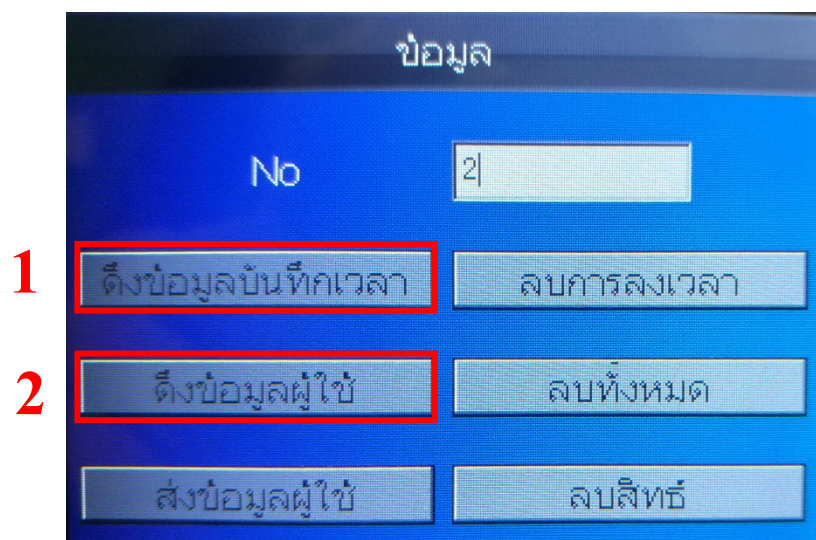 ข้อมูล
No 2
1 ดึงข้อมูลบันทึกเวลา ลบการลงเวลา
2 ดึงข้อมูลผู้ใช้ ลบทั้งหมด
ส่งข้อมูลผู้ใช้ ลบสิทธ์